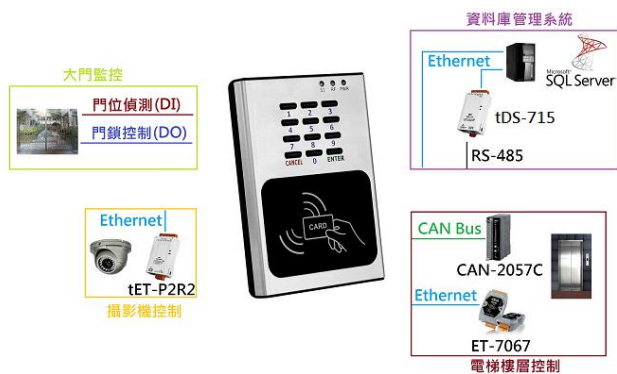 資料庫管理系統
Ethernet
Microsoft
SQL Server
tDS-715
RS-485
大門監控
門位偵測(DI)
門鎖控制(DO)
1 2 3
4 5 6
7 8 9
CANCEL 0 ENTER
CARD
Ethernet
tET-P2R2
攝影機控制
CAN Bus
CAN-2057C
Ethernet
ET-7067
電梯樓層控制